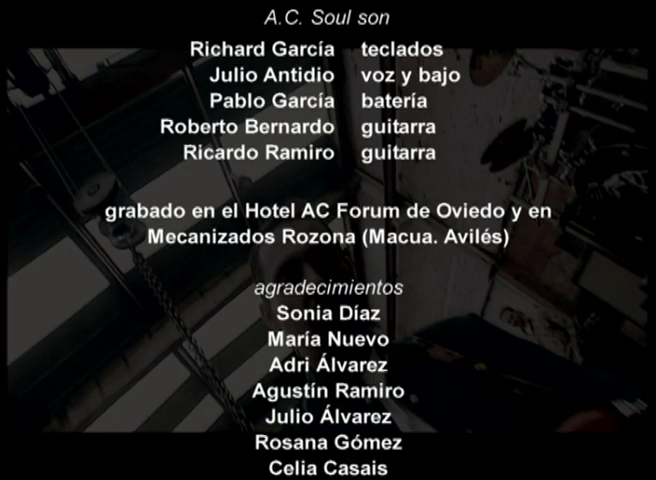 A.C. Soul son
Richard García teclados
Julio Antidio voz y bajo
Pablo García batería
Roberto Bernardo guitarra
Ricardo Ramiro guitarra
grabado en el Hotel AC Forum de Oviedo y en
Mecanizados Rozona (Macua. Avilés)
agradecimientos
Sonia Díaz
María Nuevo
Adri Álvarez
Agustín Ramiro
Julio Álvarez
Rosana Gómez
Celia Casais